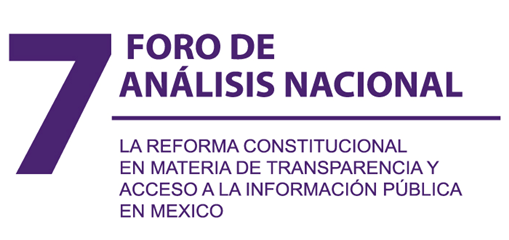 7 FORO DE
ANÁLISIS NACIONAL
LA REFORMA CONSTITUCIONAL
EN MATERIA DE TRANSPARENCIA Y
ACCESO A LA INFORMACIÓN PÚBLICA
EN MEXICO